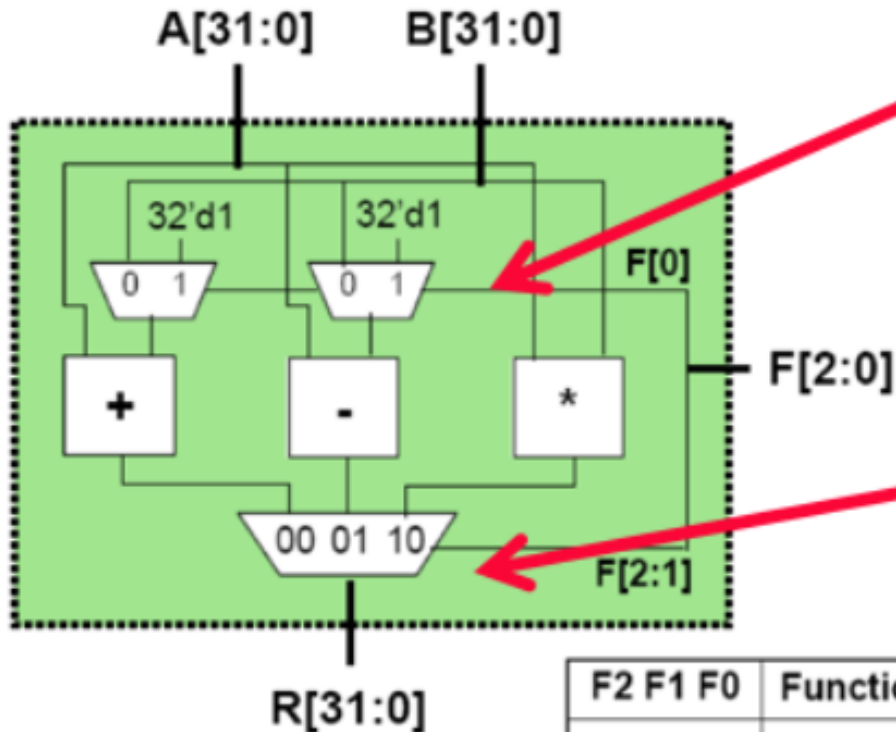 A[31:0] B[31:0]
32'd1 32'd1
F[0]
0 1 0 1
F[2:0]
+ - *
00 01 10
F[2:1]
R[31:0]
F2 F1 F0